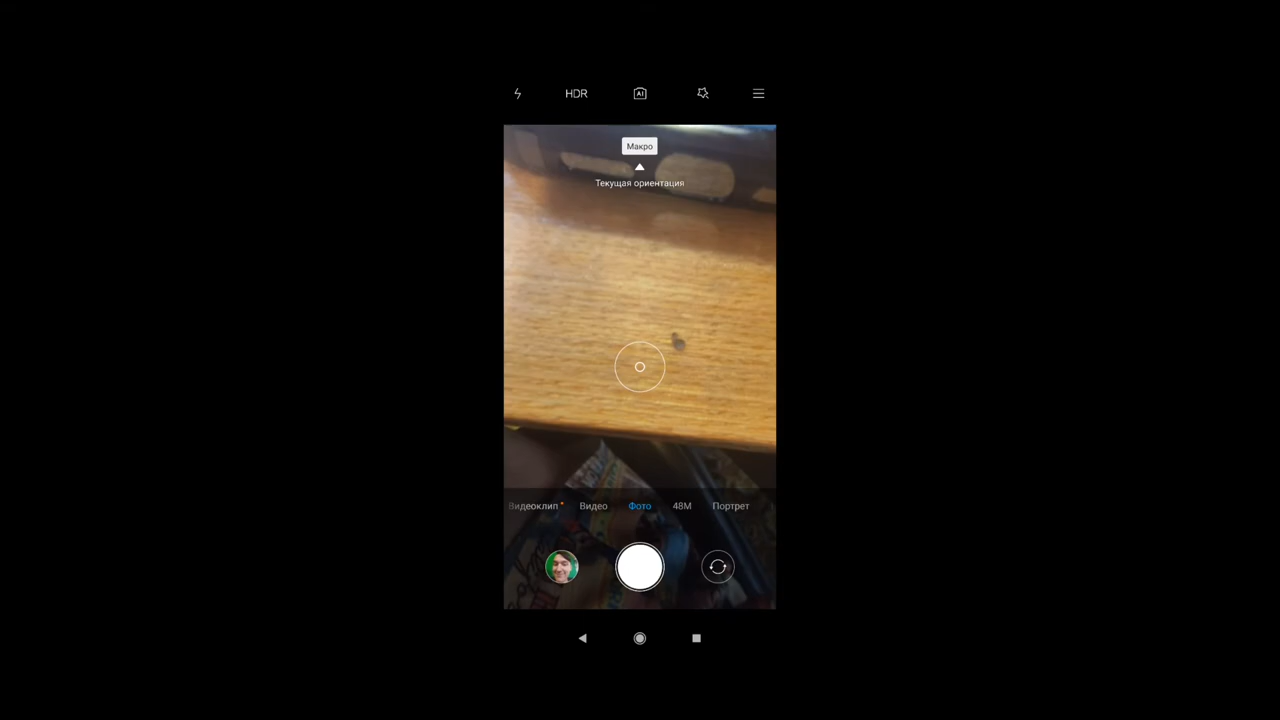 HDR
AI
Макро
Текущая ориентация
Видеоклип
Видео
Фото
48M
Портрет